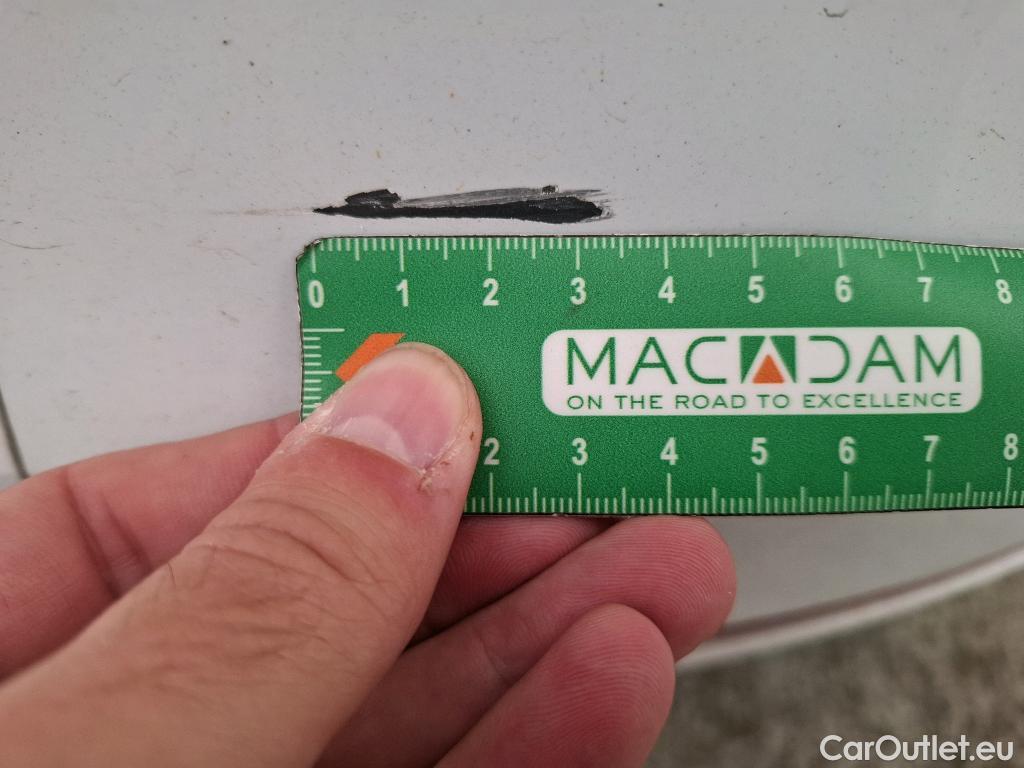 0 1 2 3 4 5 6 7 8
MACADAM
ON THE ROAD TO EXCELLENCE
2 3 4 5 6 7 8
CarOutlet.eu